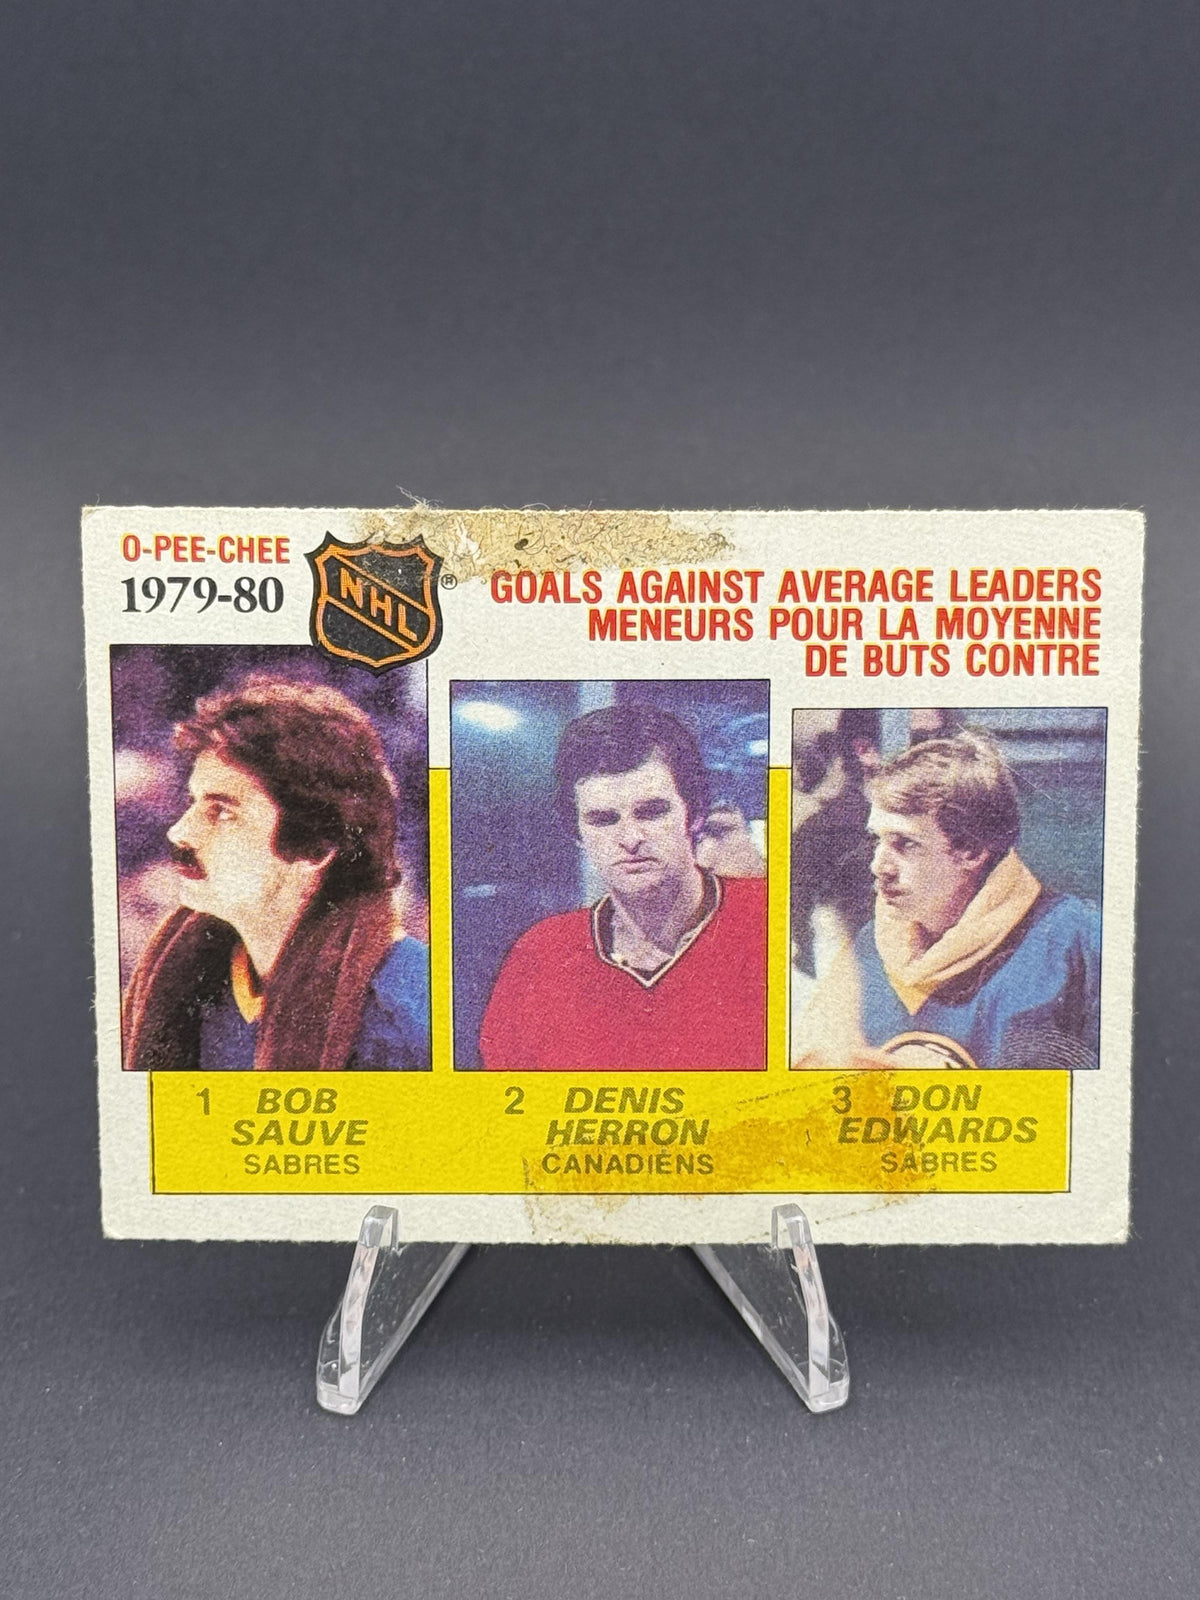 O-PEE-CHEE
1979-80
NHL
®
GOALS AGAINST AVERAGE LEADERS
MENEURS POUR LA MOYENNE
DE BUTS CONTRE
1 BOB
SAUVE
SABRES
2 DENIS
HERRON
CANADIENS
3 DON
EDWARDS
SABRES